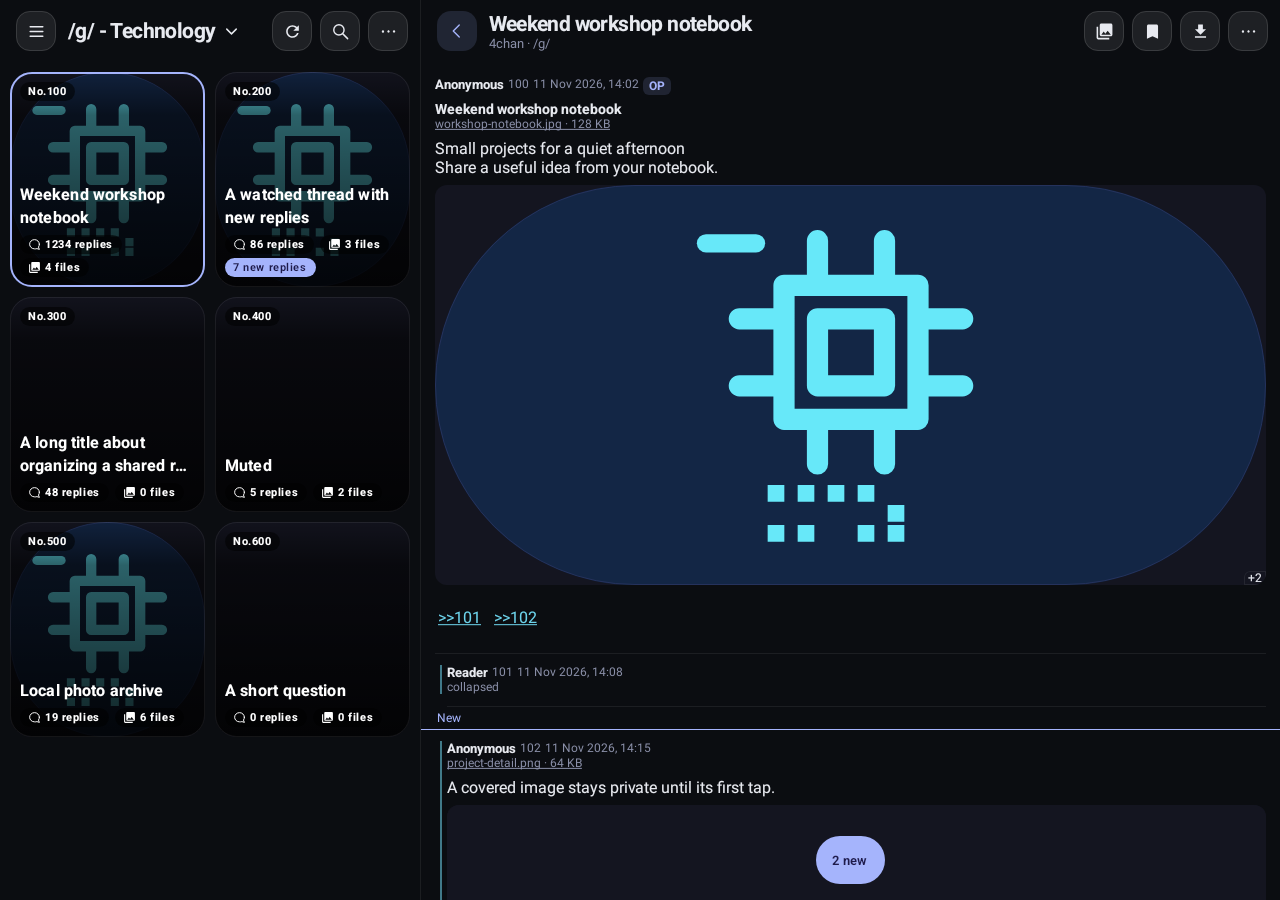 /g/ - Technology
No.100
Weekend workshop
notebook
1234 replies
4 files
No.200
A watched thread with
new replies
86 replies
3 files
7 new replies
No.300
A long title about
organizing a shared r…
48 replies
0 files
No.400
Muted
5 replies
2 files
No.500
Local photo archive
19 replies
6 files
No.600
A short question
0 replies
0 files
Weekend workshop notebook
4chan · /g/
Anonymous 100 11 Nov 2026, 14:02 OP
Weekend workshop notebook
workshop-notebook.jpg · 128 KB
Small projects for a quiet afternoon
Share a useful idea from your notebook.
+2
>>101 >>102
Reader 101 11 Nov 2026, 14:08
collapsed
New
Anonymous 102 11 Nov 2026, 14:15
project-detail.png · 64 KB
A covered image stays private until its first tap.
2 new